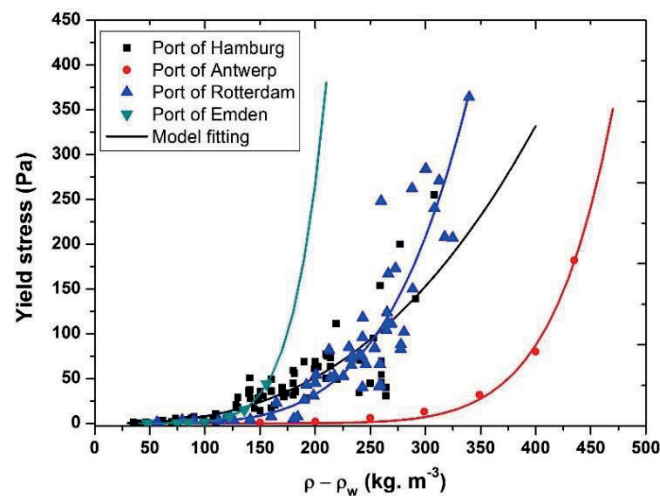 450
400
350
300
250
200
150
100
50
0
Yield stress (Pa)
Port of Hamburg
Port of Antwerp
Port of Rotterdam
Port of Emden
Model fitting
0 50 100 150 200 250 300 350 400 450 500
ρ − ρw (kg. m-3)